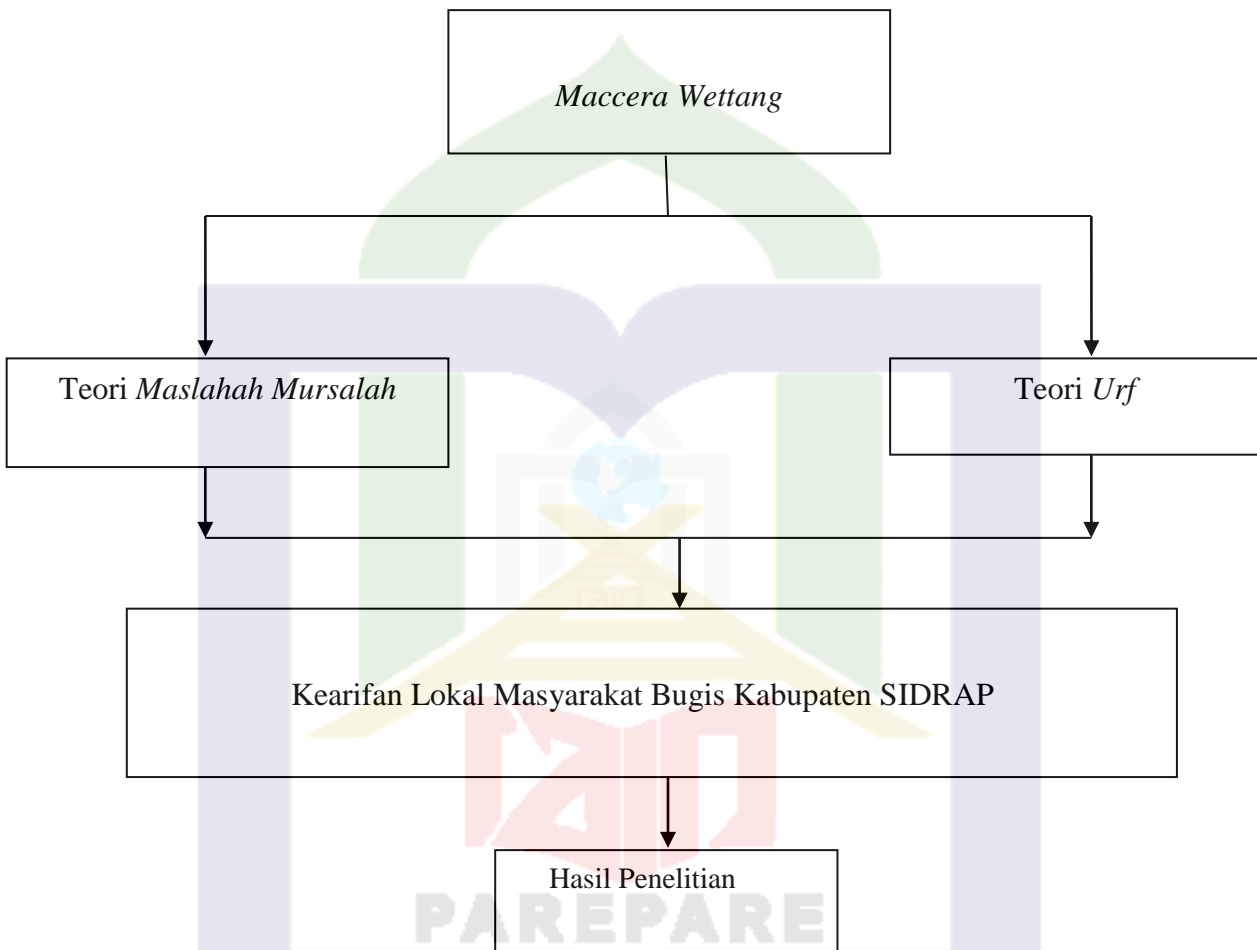 Maccera Wettang
Teori Maslahah Mursalah
Teori Urf
Kearifan Lokal Masyarakat Bugis Kabupaten SIDRAP
Hasil Penelitian
PAREPARE